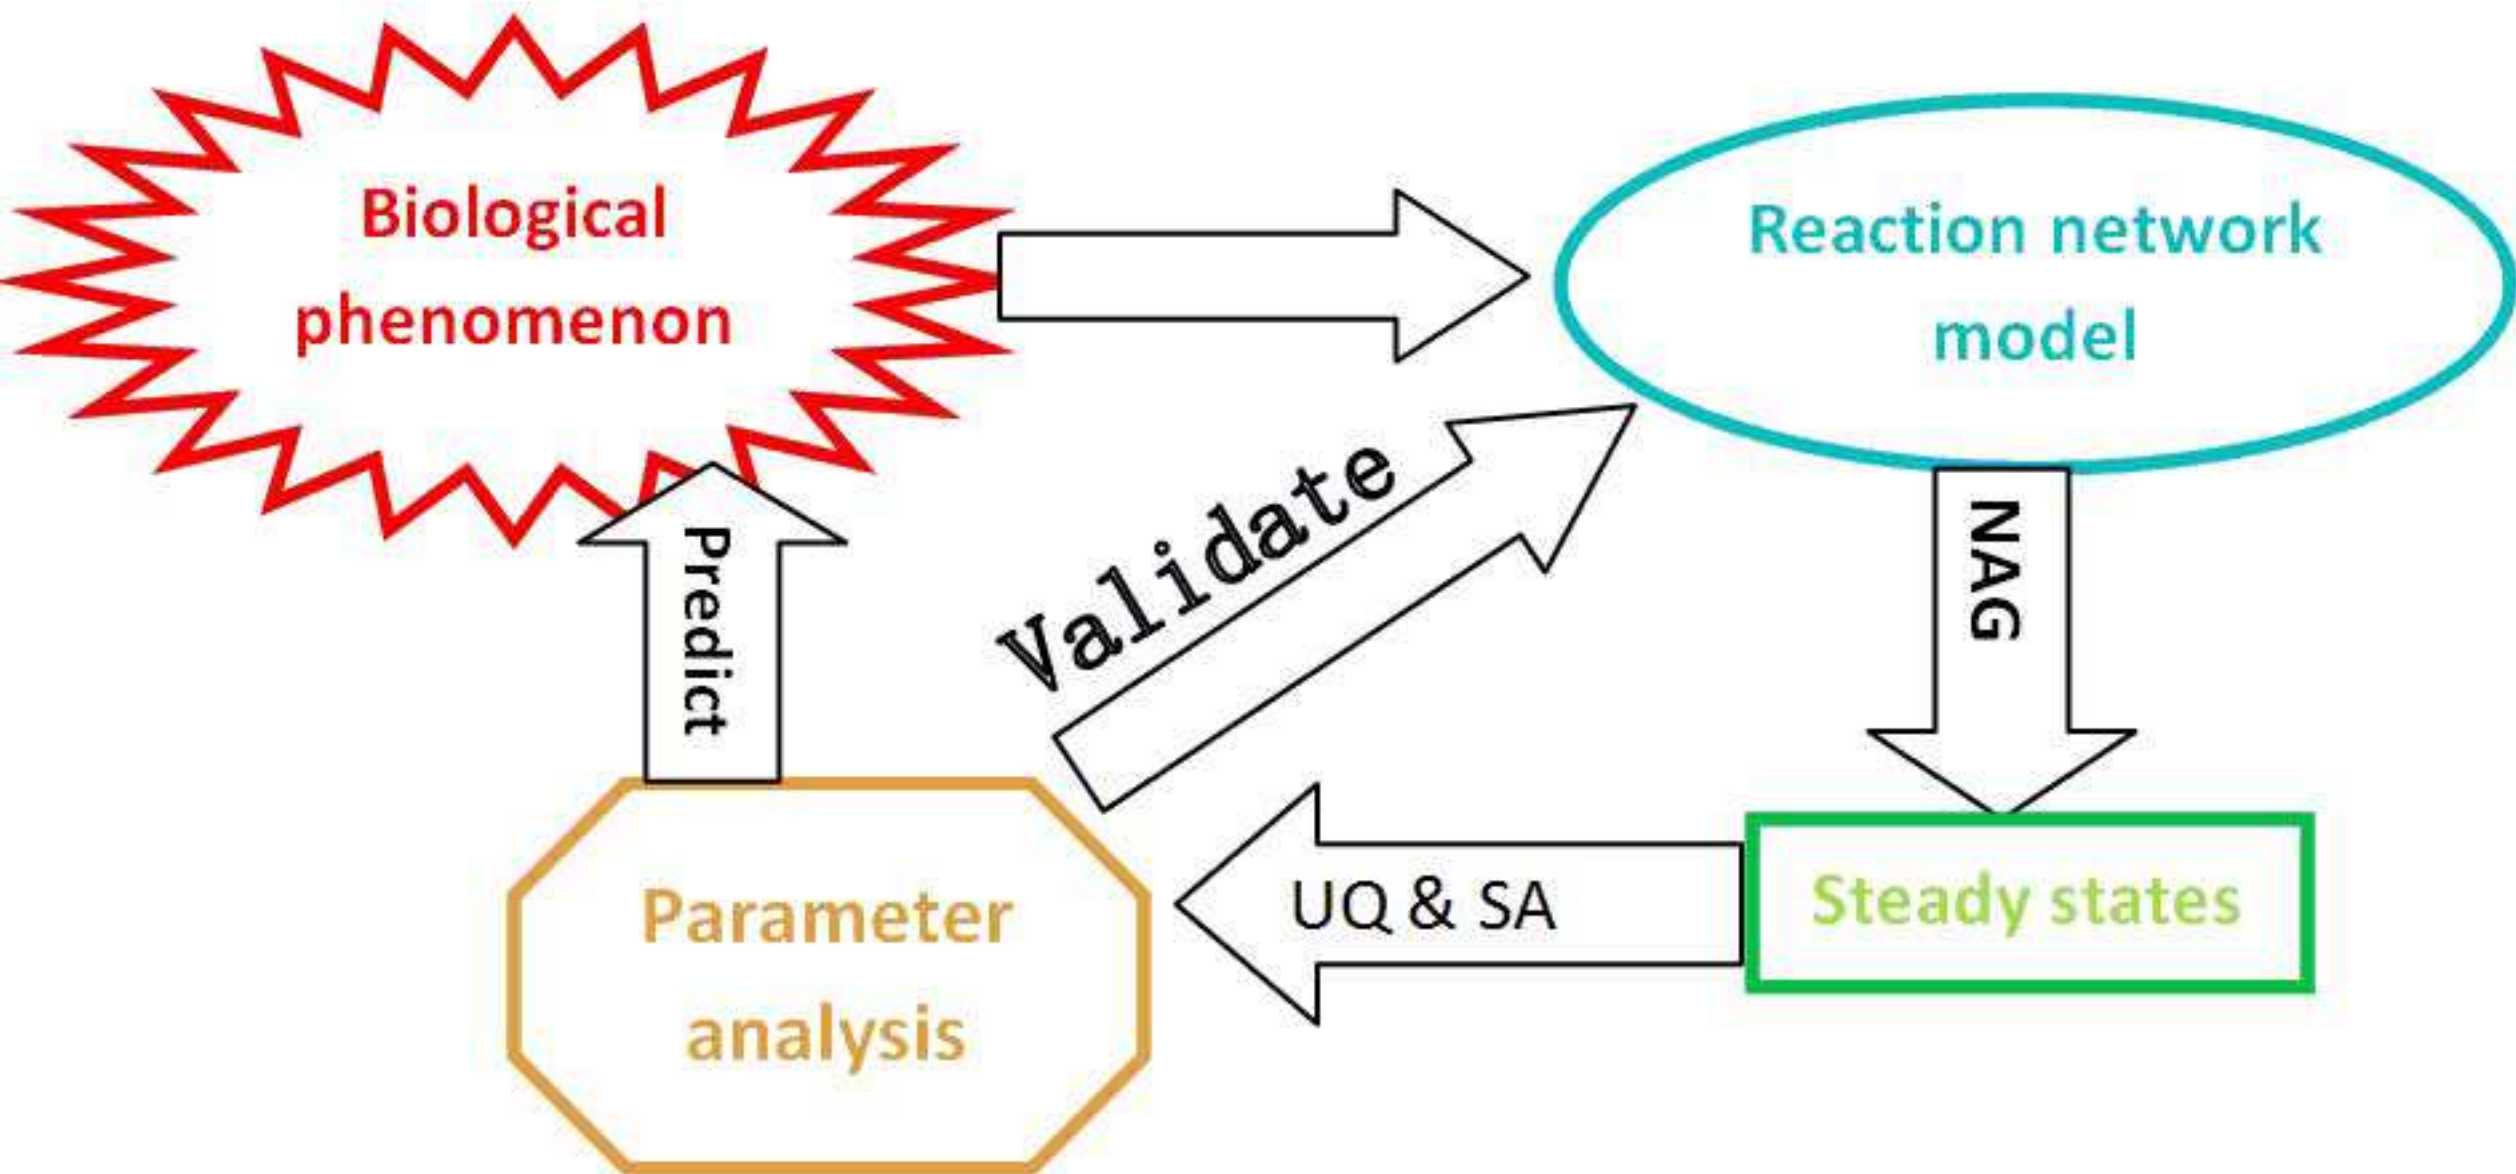 Biological
phenomenon
Reaction network
model
Validate
NAG
Predict
UQ & SA
Steady states
Parameter
analysis